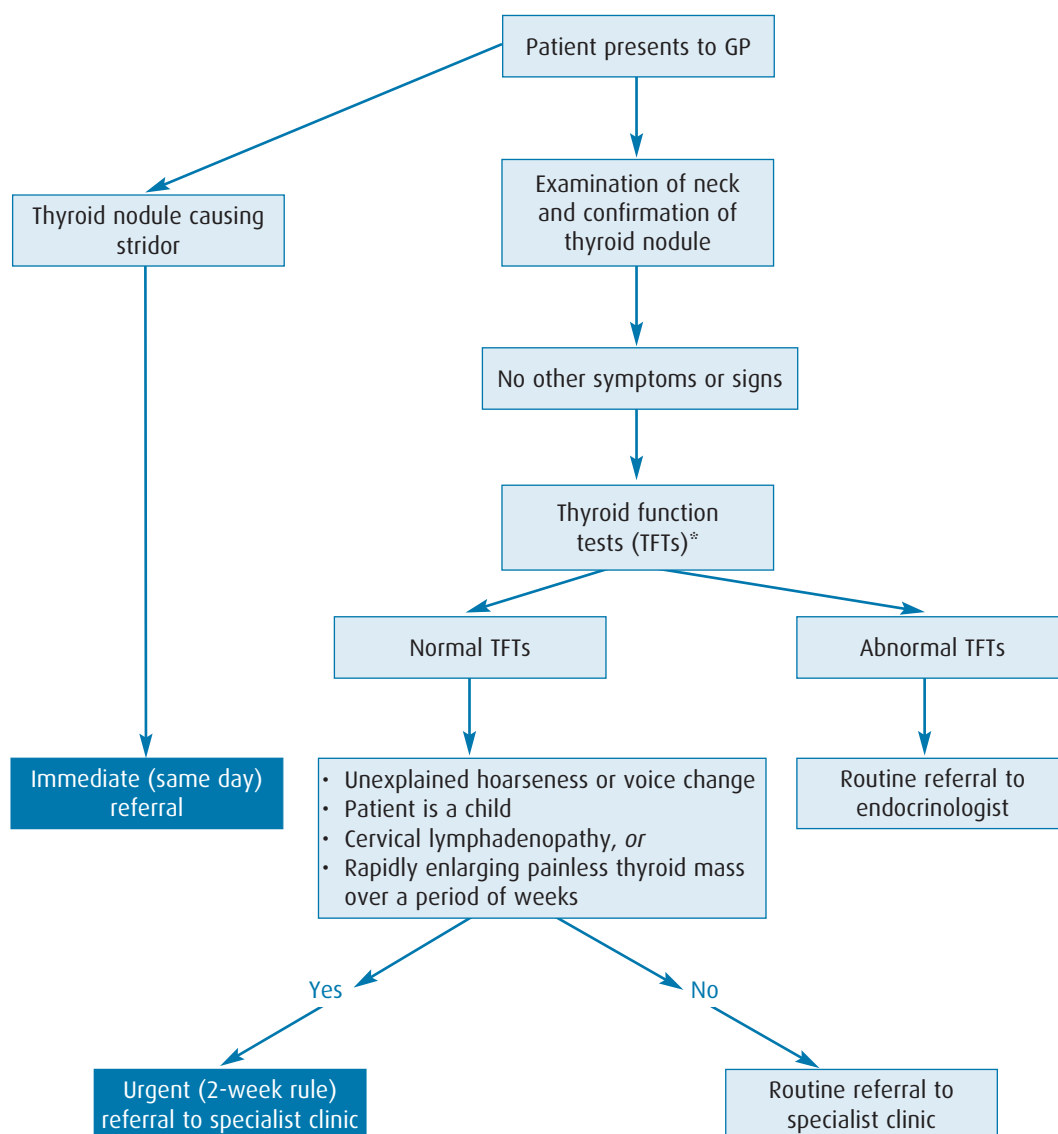 Patient presents to GP
Thyroid nodule causing
stridor
Examination of neck
and confirmation of
thyroid nodule
No other symptoms or signs
Thyroid function
tests (TFTs)*
Normal TFTs
Abnormal TFTs
Immediate (same day)
referral
• Unexplained hoarseness or voice change
• Patient is a child
• Cervical lymphadenopathy, or
• Rapidly enlarging painless thyroid mass
over a period of weeks
Routine referral to
endocrinologist
Yes
No
Urgent (2-week rule)
referral to specialist clinic
Routine referral to
specialist clinic